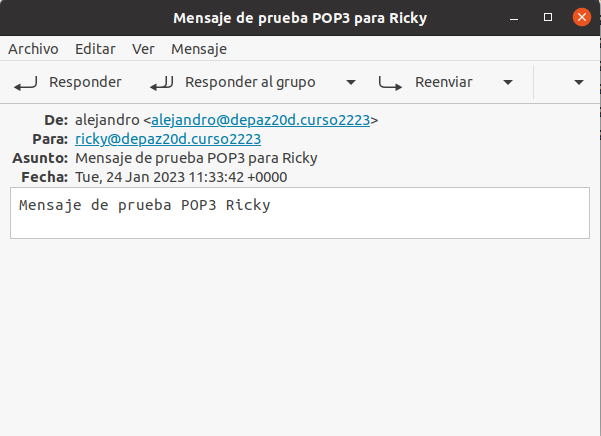 Mensaje de prueba POP3 para Ricky
Archivo Editar Ver Mensaje
Responder Responder al grupo Reenviar
De: alejandro <alejandro@depaz20d.curso2223>
Para: ricky@depaz20d.curso2223
Asunto: Mensaje de prueba POP3 para Ricky
Fecha: Tue, 24 Jan 2023 11:33:42 +0000
Mensaje de prueba POP3 Ricky